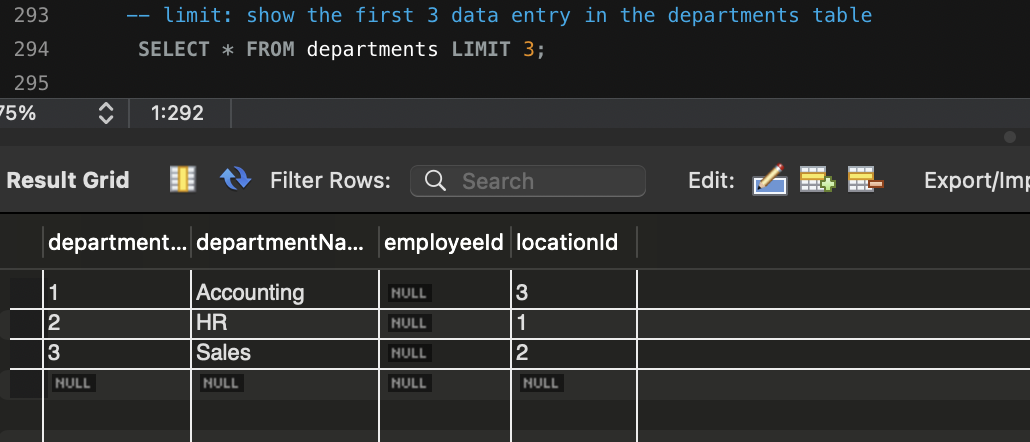 293 -- limit: show the first 3 data entry in the departments table
294 SELECT * FROM departments LIMIT 3;
295
75% 1:292
Result Grid Filter Rows: Search Edit: Export/Imp
department... departmentNa... employeeId locationId
1 Accounting NULL 3
2 HR NULL 1
3 Sales NULL 2
NULL NULL NULL NULL